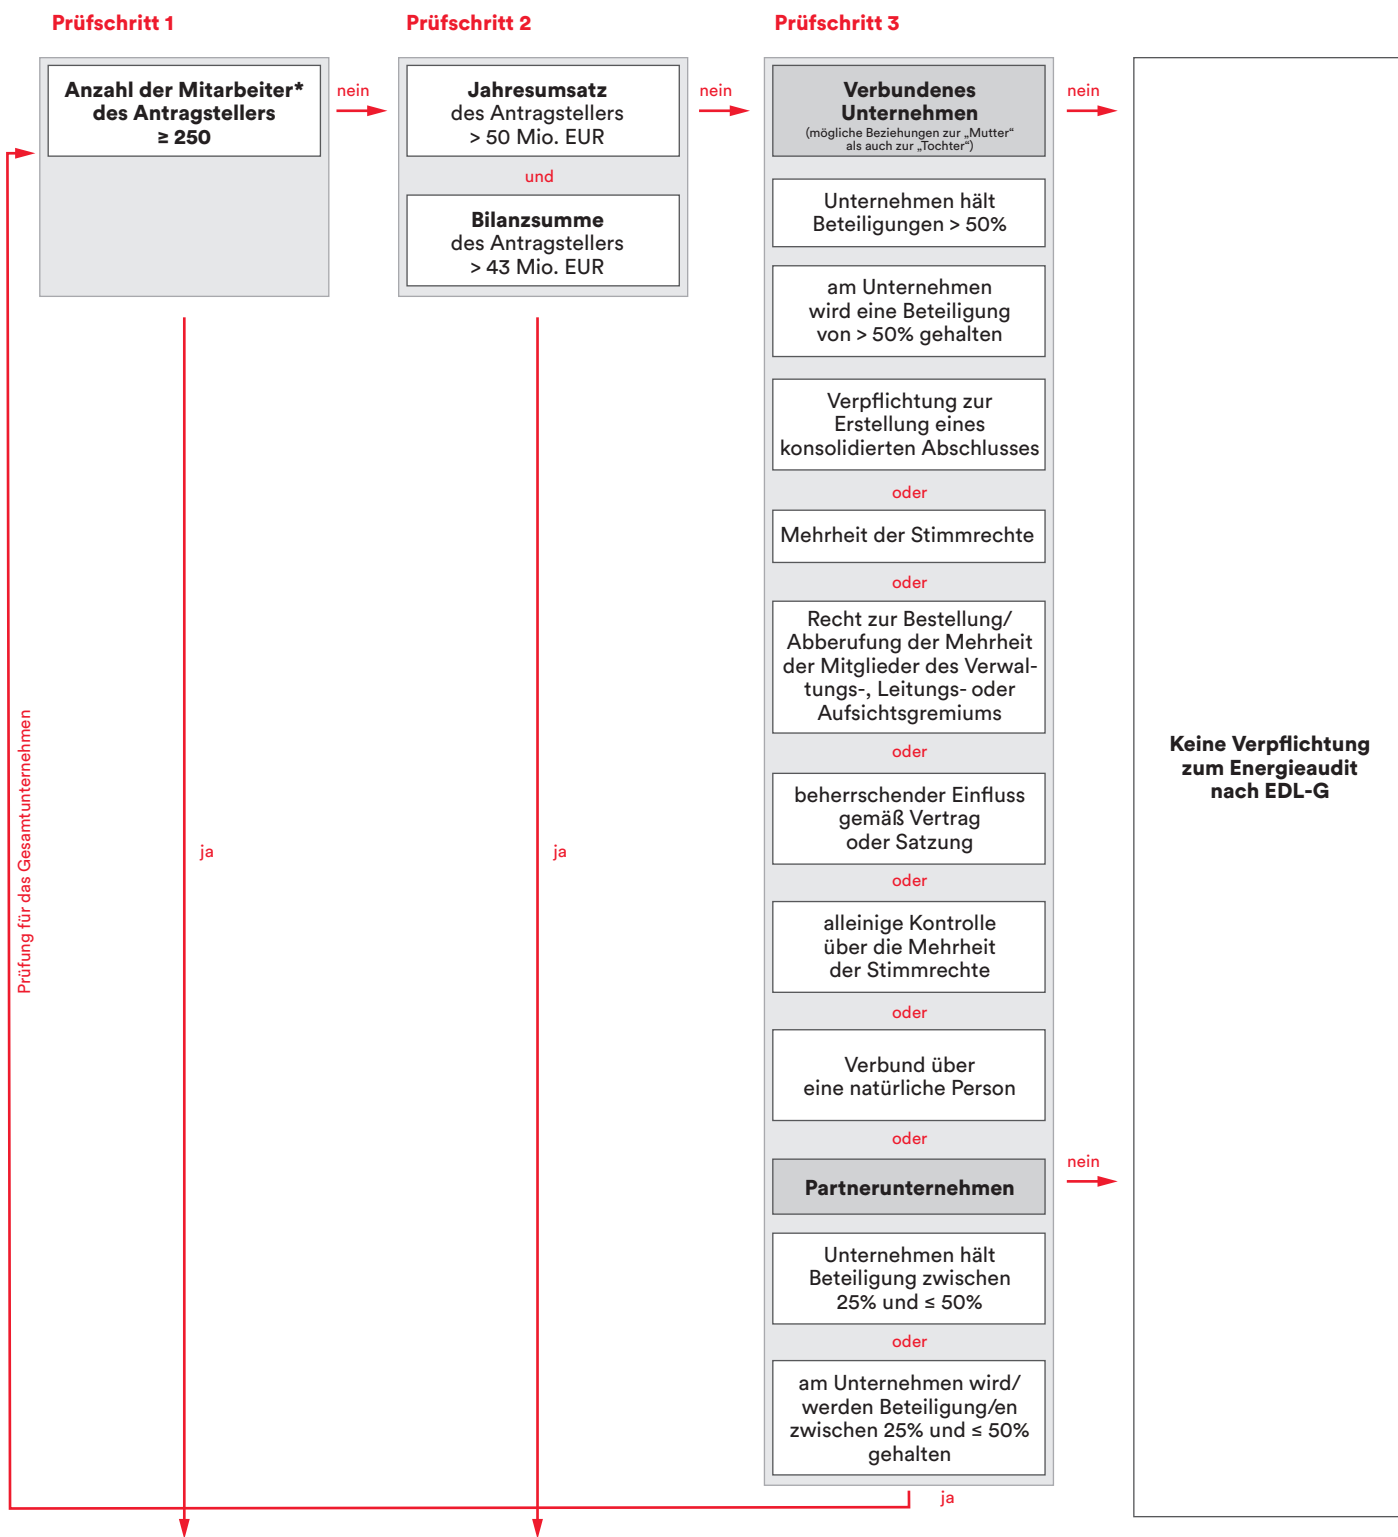 Prüfschritt 1
Prüfschritt 2
Prüfschritt 3
Anzahl der Mitarbeiter*
des Antragstellers
≥ 250
nein
Jahresumsatz
des Antragstellers
> 50 Mio. EUR
und
Bilanzsumme
des Antragstellers
> 43 Mio. EUR
nein
Verbundenes
Unternehmen
(mögliche Beziehungen zur „Mutter“
als auch zur „Tochter“)
nein
Unternehmen hält
Beteiligungen > 50%
am Unternehmen
wird eine Beteiligung
von > 50% gehalten
Verpflichtung zur
Erstellung eines
konsolidierten Abschlusses
oder
Mehrheit der Stimmrechte
oder
Recht zur Bestellung/
Abberufung der Mehrheit
der Mitglieder des Verwal-
tungs-, Leitungs- oder
Aufsichtsgremiums
oder
beherrschender Einfluss
gemäß Vertrag
oder Satzung
oder
alleinige Kontrolle
über die Mehrheit
der Stimmrechte
oder
Verbund über
eine natürliche Person
oder
Partnerunternehmen
nein
Unternehmen hält
Beteiligung zwischen
25% und ≤ 50%
oder
am Unternehmen wird/
werden Beteiligung/en
zwischen 25% und ≤ 50%
gehalten
ja
Keine Verpflichtung
zum Energieaudit
nach EDL-G
ja
ja
Prüfung für das Gesamtunternehmen